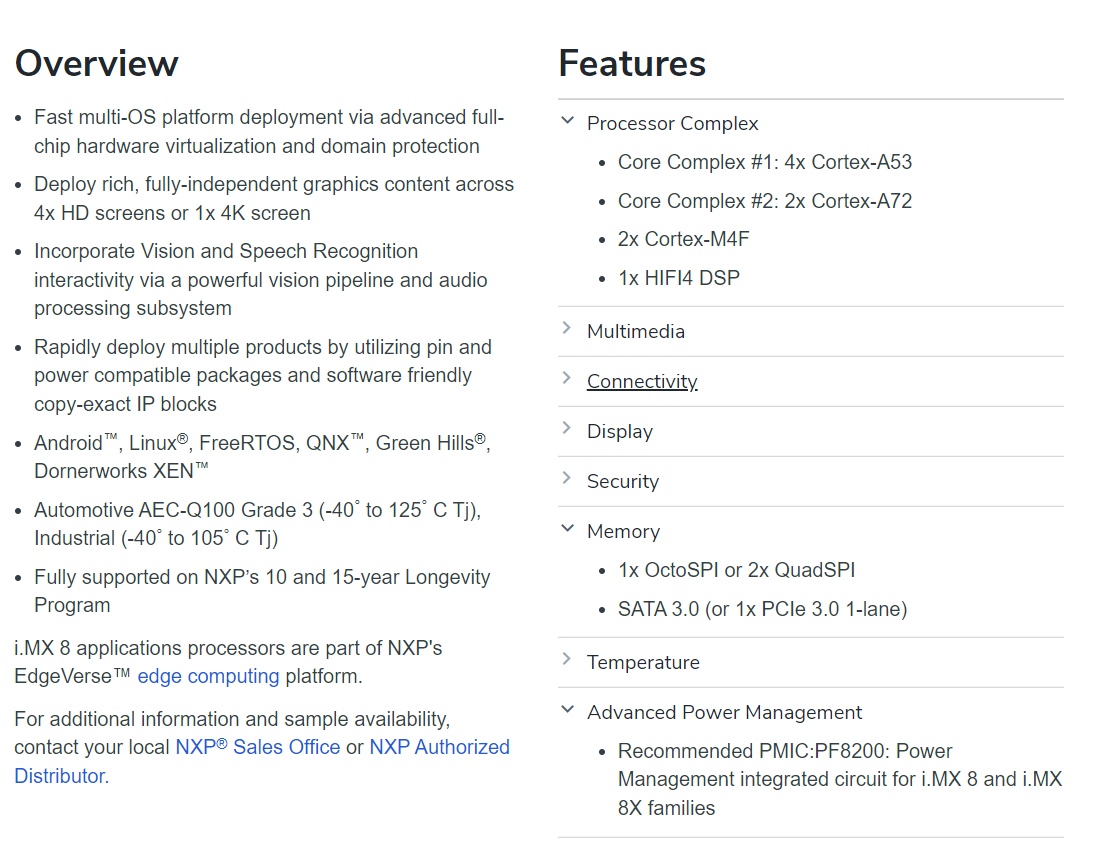 Overview
Fast multi-OS platform deployment via advanced full-
chip hardware virtualization and domain protection
Deploy rich, fully-independent graphics content across
4x HD screens or 1x 4K screen
Incorporate Vision and Speech Recognition
interactivity via a powerful vision pipeline and audio
processing subsystem
Rapidly deploy multiple products by utilizing pin and
power compatible packages and software friendly
copy-exact IP blocks
Android™, Linux®, FreeRTOS, QNX™, Green Hills®,
Dornerworks XEN™
Automotive AEC-Q100 Grade 3 (-40˚ to 125˚ C Tj),
Industrial (-40˚ to 105˚ C Tj)
Fully supported on NXP’s 10 and 15-year Longevity
Program
i.MX 8 applications processors are part of NXP's
EdgeVerse™ edge computing platform.
For additional information and sample availability,
contact your local NXP® Sales Office or NXP Authorized
Distributor.
Features
Processor Complex
Core Complex #1: 4x Cortex-A53
Core Complex #2: 2x Cortex-A72
2x Cortex-M4F
1x HIFI4 DSP
Multimedia
Connectivity
Display
Security
Memory
1x OctoSPI or 2x QuadSPI
SATA 3.0 (or 1x PCIe 3.0 1-lane)
Temperature
Advanced Power Management
Recommended PMIC:PF8200: Power
Management integrated circuit for i.MX 8 and i.MX
8X families